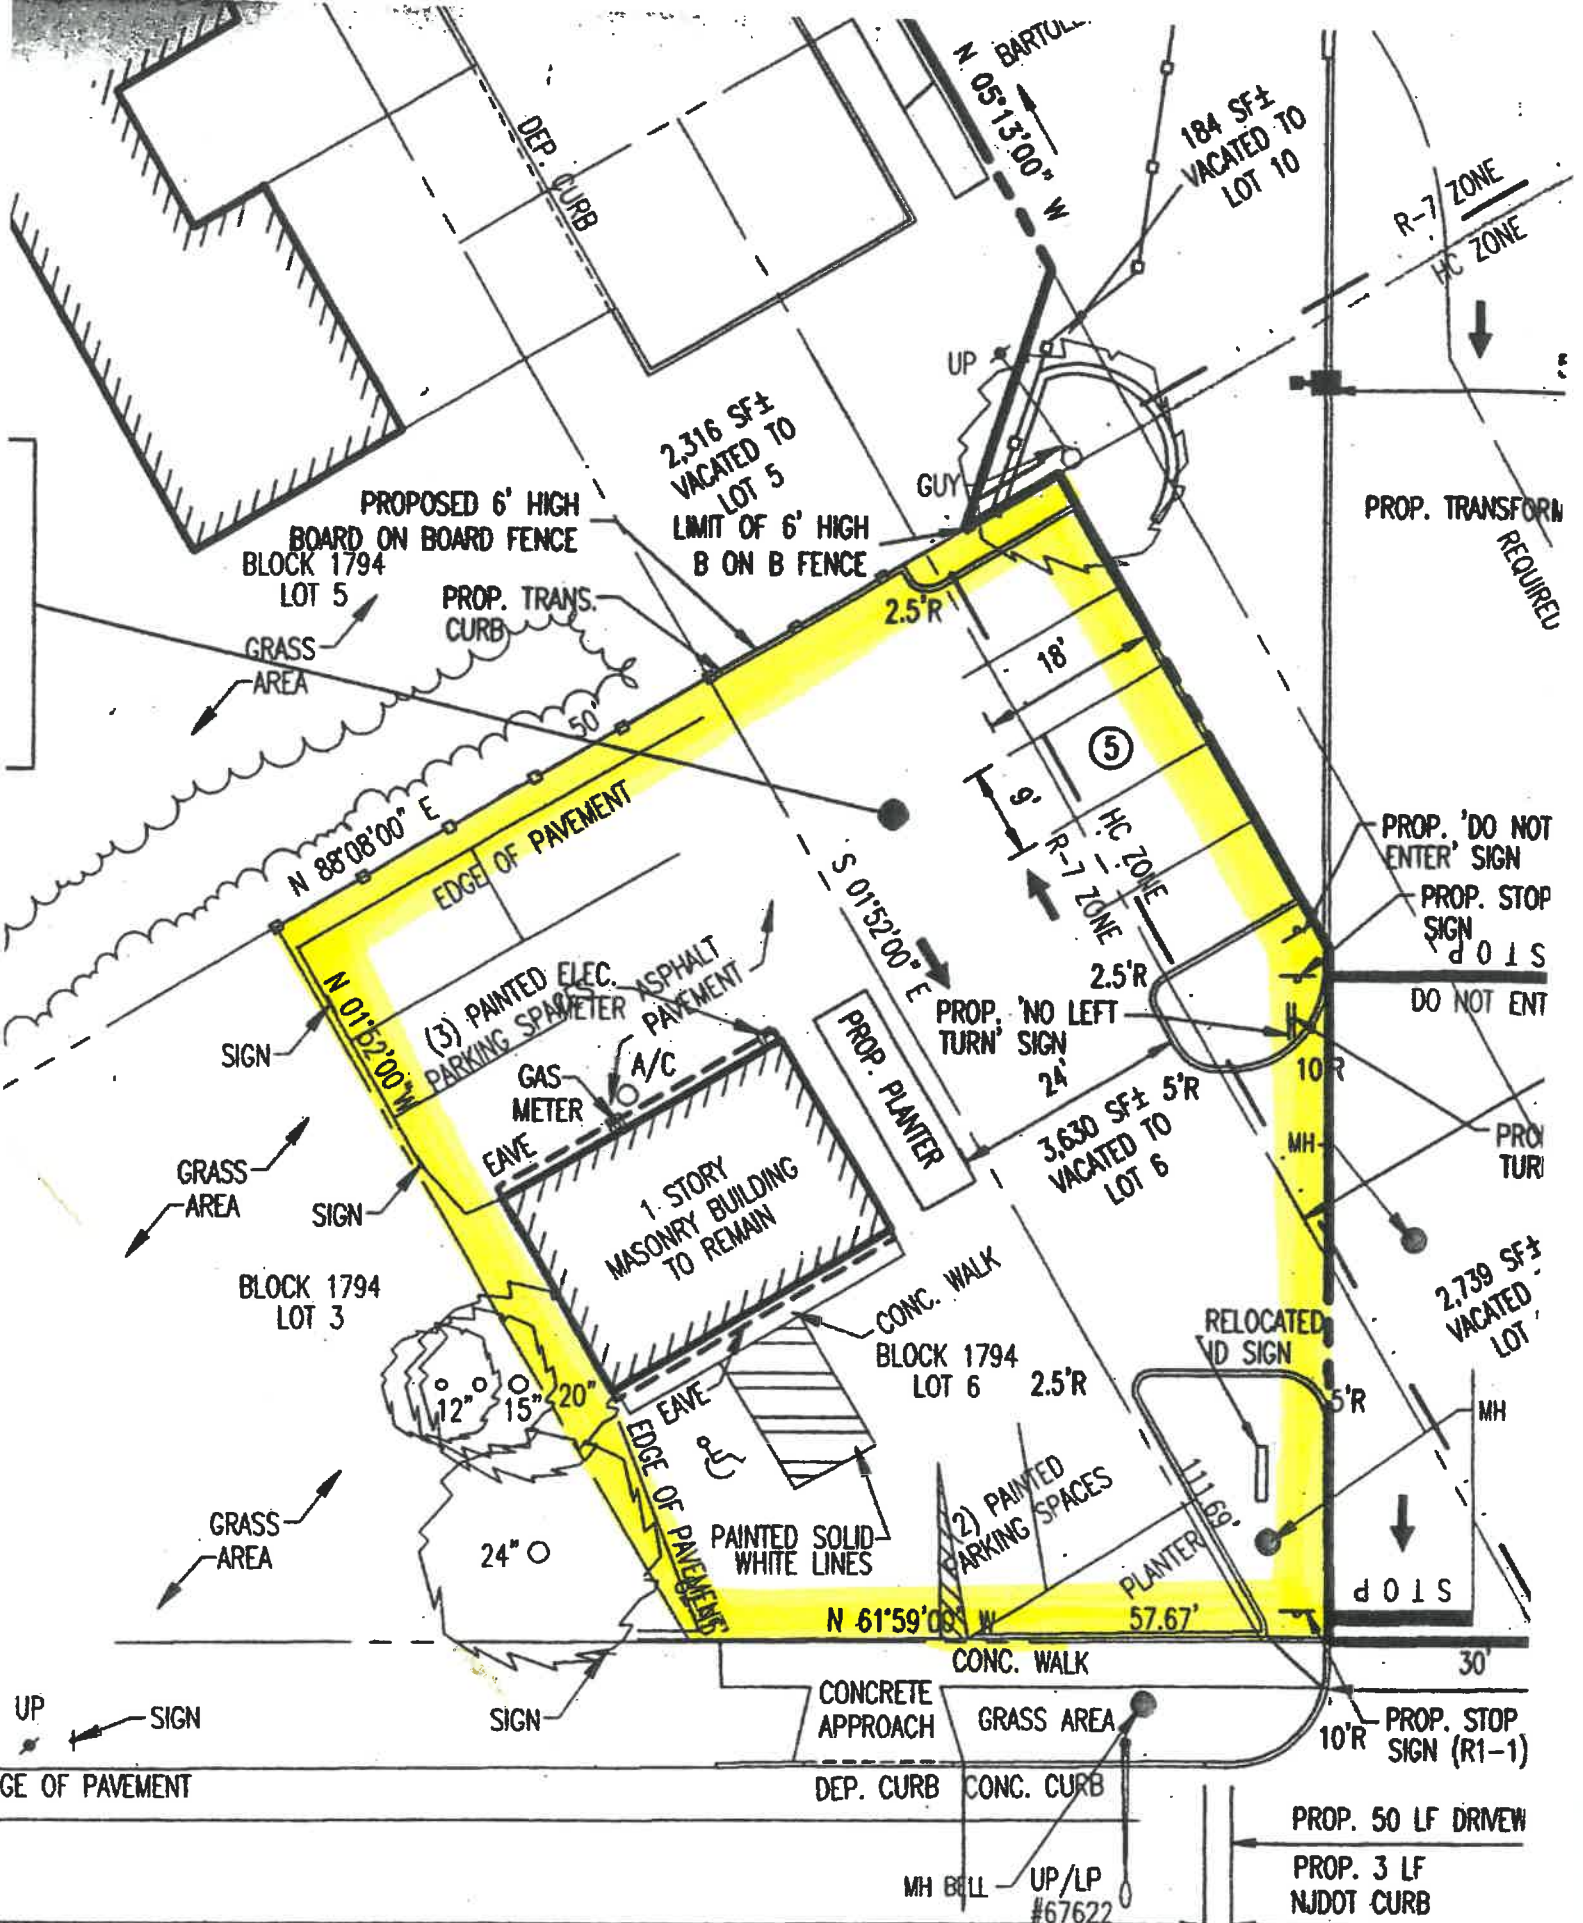 BARTOLE
N 05°13'00" W
184 SF±
VACATED TO
LOT 10
R-7 ZONE
HC ZONE
DEP. CURB
UP
2,316 SF±
VACATED TO
LOT 5
GUY
PROPOSED 6' HIGH
BOARD ON BOARD FENCE
LIMIT OF 6' HIGH
B ON B FENCE
PROP. TRANSFORM
REQUIRED
BLOCK 1794
LOT 5
PROP. TRANS.
CURB
2.5'R
GRASS
AREA
18'
50'
5
9'
N 88°08'00" E
EDGE OF PAVEMENT
HC ZONE
R-7 ZONE
S 01°52'00" E
PROP. 'DO NOT
ENTER' SIGN
PROP. STOP
SIGN
STOP
DO NOT ENT
N 01°52'00" W
(3) PAINTED
PARKING SPACES
ELEC.
METER
ASPHALT
PAVEMENT
2.5'R
PROP. 'NO LEFT
TURN' SIGN
SIGN
GAS
METER
A/C
PROP. PLANTER
24'
5'R
10'R
3,630 SF±
VACATED TO
LOT 6
MH
PRO
TUR
EAVE
GRASS
AREA
SIGN
1 STORY
MASONRY BUILDING
TO REMAIN
BLOCK 1794
LOT 3
CONC. WALK
2,739 SF±
VACATED
LOT
RELOCATED
ID SIGN
BLOCK 1794
LOT 6
2.5'R
5'R
MH
12"
15"
20"
EAVE
EDGE OF PAVEMENT
(2) PAINTED
PARKING SPACES
111.69'
GRASS
AREA
24"
PAINTED SOLID
WHITE LINES
PLANTER
STOP
N 61°59'00" W
57.67'
CONC. WALK
30'
UP
SIGN
SIGN
CONCRETE
APPROACH
GRASS AREA
10'R
PROP. STOP
SIGN (R1-1)
GE OF PAVEMENT
DEP. CURB
CONC. CURB
PROP. 50 LF DRIVEW
PROP. 3 LF
NJDOT CURB
MH BELL
UP/LP
#67622